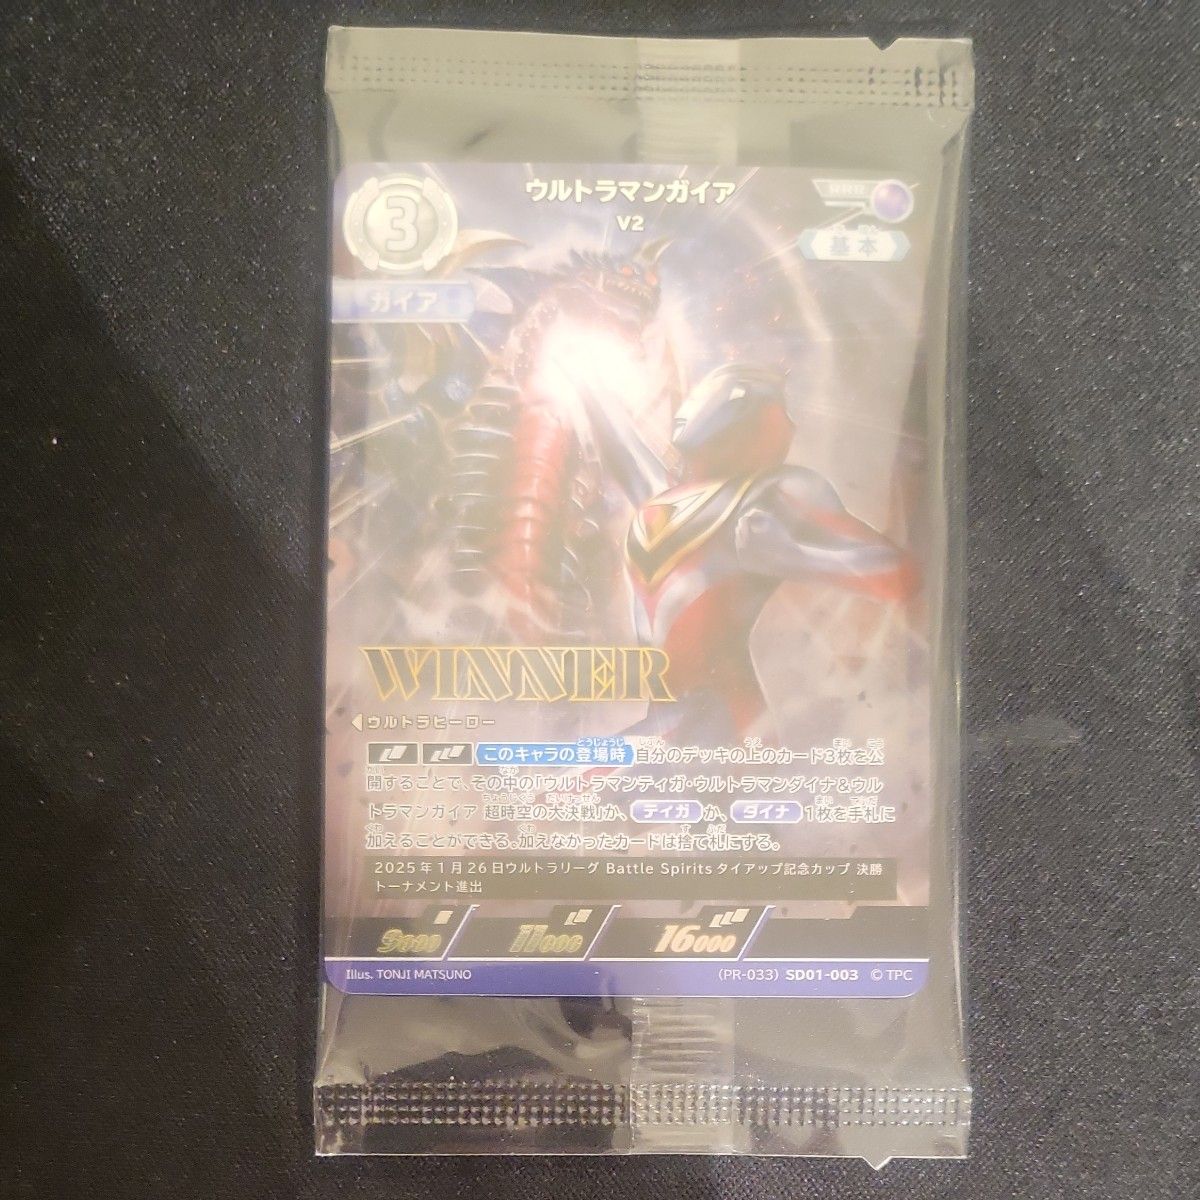 3
ウルトラマンガイア
V2
RRR
基本
ガイア
WINNER
ウルトラヒーロー
このキャラの登場時 自分のデッキの上のカード3枚を公
開することで、その中の「ウルトラマンティガ・ウルトラマンダイナ&ウル
トラマンガイア 超時空の大決戦」か、ティガ か、ダイナ 1枚を手札に
加えることができる。加えなかったカードは捨て札にする。
2025年1月26日ウルトラリーグ Battle Spirits タイアップ記念カップ 決勝
トーナメント進出
9000 11000 16000
Illus. TONJI MATSUNO (PR-033) SD01-003 © TPC